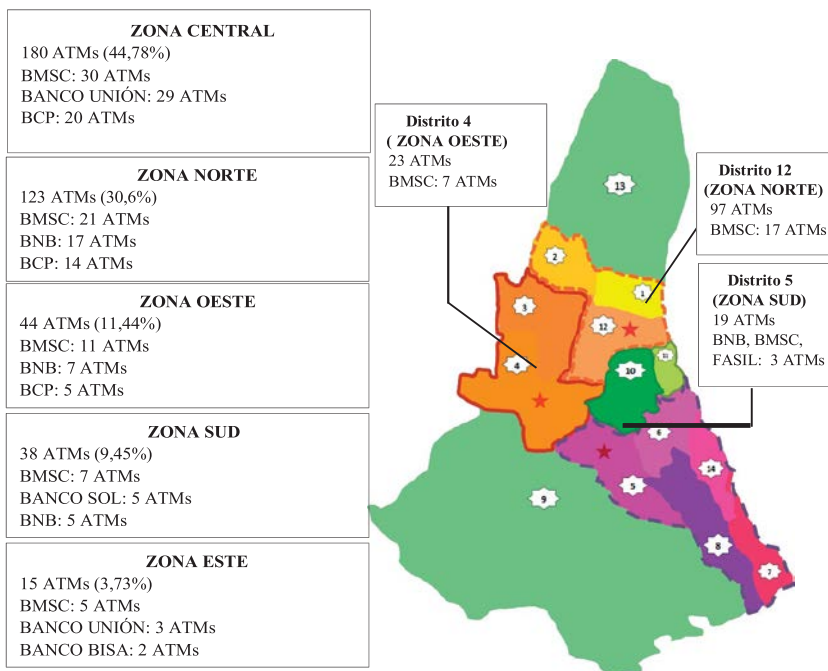 ZONA CENTRAL
180 ATMs (44,78%)
BMSC: 30 ATMs
BANCO UNIÓN: 29 ATMs
BCP: 20 ATMs
ZONA NORTE
123 ATMs (30,6%)
BMSC: 21 ATMs
BNB: 17 ATMs
BCP: 14 ATMs
ZONA OESTE
44 ATMs (11,44%)
BMSC: 11 ATMs
BNB: 7 ATMs
BCP: 5 ATMs
ZONA SUD
38 ATMs (9,45%)
BMSC: 7 ATMs
BANCO SOL: 5 ATMs
BNB: 5 ATMs
ZONA ESTE
15 ATMs (3,73%)
BMSC: 5 ATMs
BANCO UNIÓN: 3 ATMs
BANCO BISA: 2 ATMs
Distrito 4
( ZONA OESTE)
23 ATMs
BMSC: 7 ATMs
Distrito 12
(ZONA NORTE)
97 ATMs
BMSC: 17 ATMs
Distrito 5
(ZONA SUD)
19 ATMs
BNB, BMSC,
FASIL: 3 ATMs
13
2
1
3
12
11
4
10
6
14
5
9
8
7